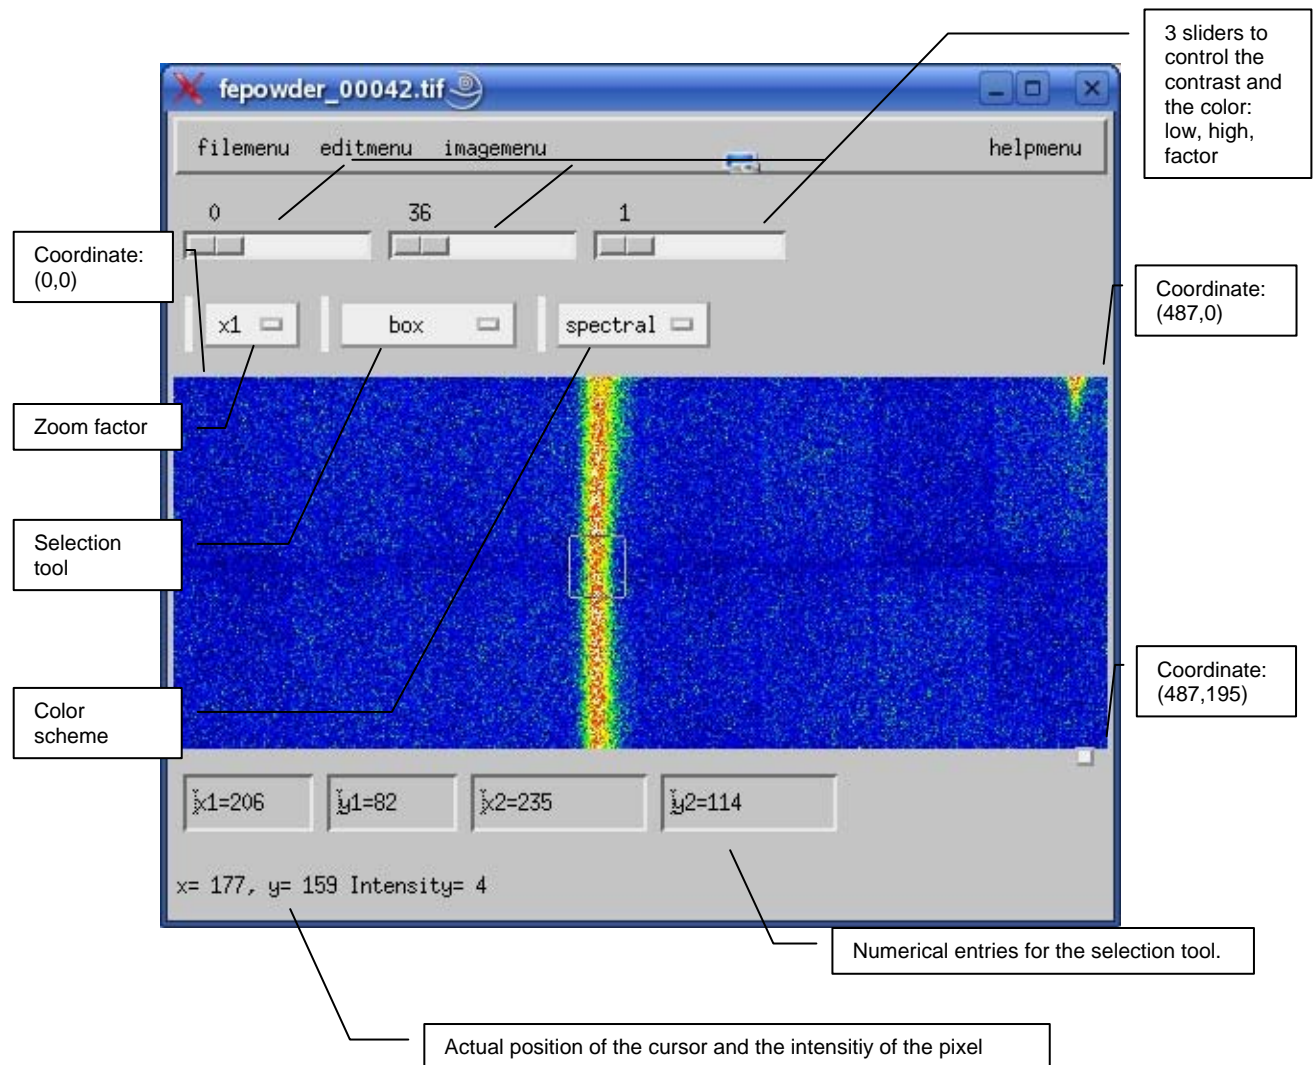 3 sliders to
control the
contrast and
the color:
low, high,
factor
fepowder_00042.tif
filemenu editmenu imagemenu helpmenu
0 36 1
Coordinate:
(0,0)
Coordinate:
(487,0)
x1 box spectral
Zoom factor
Selection
tool
Color
scheme
Coordinate:
(487,195)
x1=206 y1=82 x2=235 y2=114
x= 177, y= 159 Intensity= 4
Numerical entries for the selection tool.
Actual position of the cursor and the intensitiy of the pixel